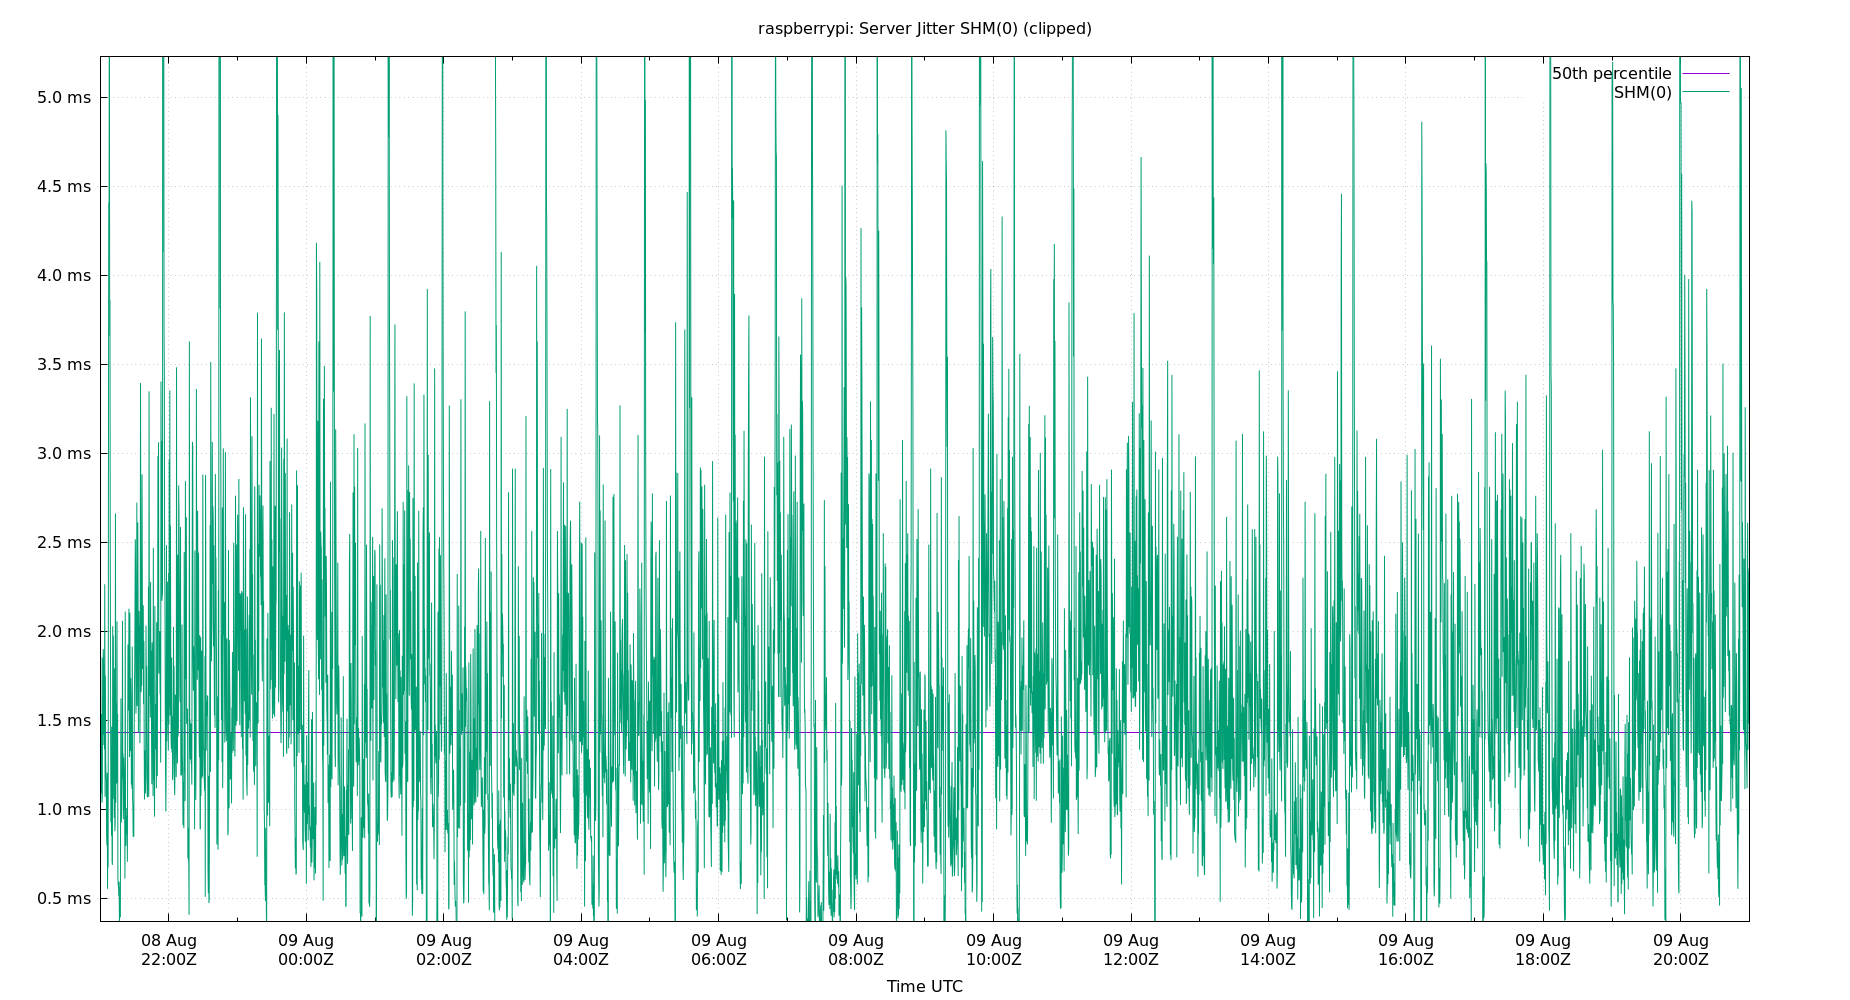 raspberrypi: Server Jitter SHM(0) (clipped)
50th percentile
SHM(0)
5.0 ms
4.5 ms
4.0 ms
3.5 ms
3.0 ms
2.5 ms
2.0 ms
1.5 ms
1.0 ms
0.5 ms
08 Aug 09 Aug 09 Aug 09 Aug 09 Aug 09 Aug 09 Aug 09 Aug 09 Aug 09 Aug 09 Aug 09 Aug
22:00Z 00:00Z 02:00Z 04:00Z 06:00Z 08:00Z 10:00Z 12:00Z 14:00Z 16:00Z 18:00Z 20:00Z
Time UTC